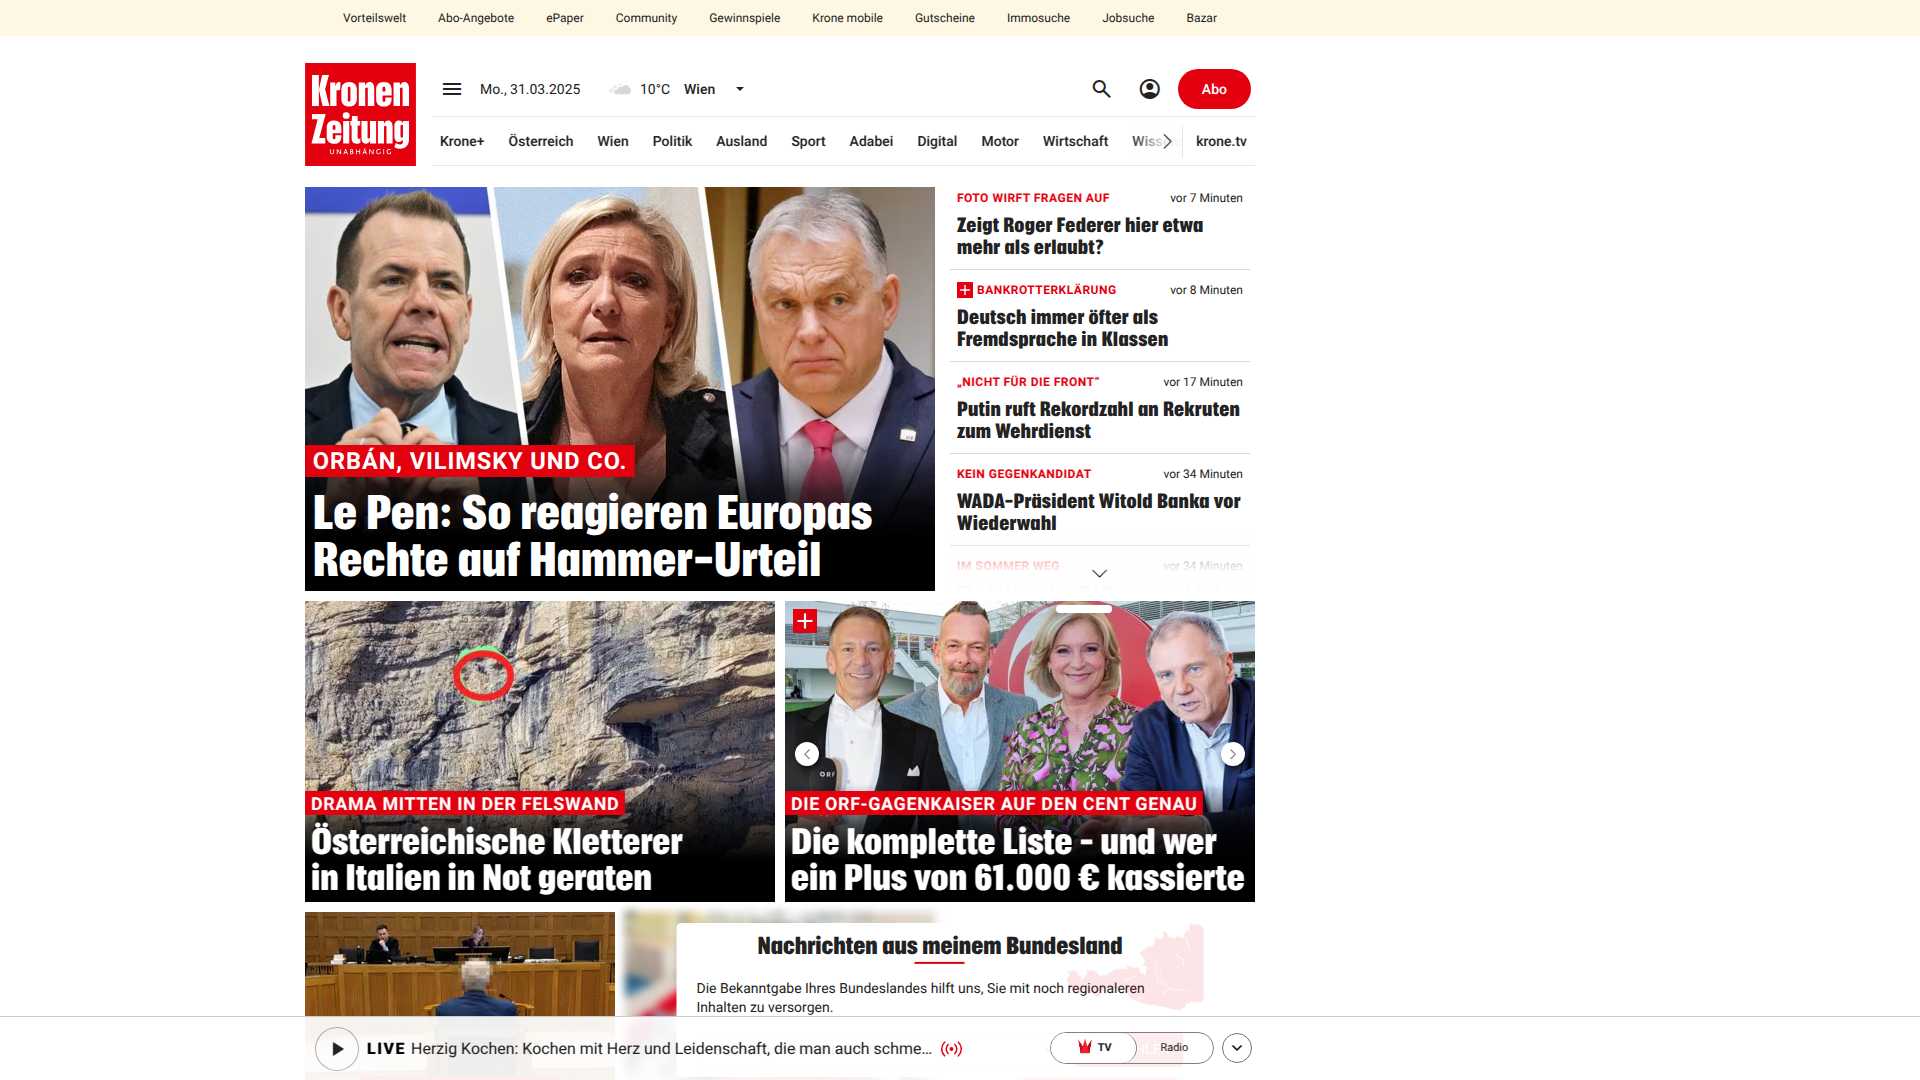 Vorteilswelt Abo-Angebote ePaper Community Gewinnspiele Krone mobile Gutscheine Immosuche Jobsuche Bazar
Kronen
Zeitung
UNABHÄNGIG
Mo., 31.03.2025 10°C Wien
Abo
Krone+ Österreich Wien Politik Ausland Sport Adabei Digital Motor Wirtschaft Wiss krone.tv
ORBÁN, VILIMSKY UND CO.
Le Pen: So reagieren Europas
Rechte auf Hammer-Urteil
FOTO WIRFT FRAGEN AUF vor 7 Minuten
Zeigt Roger Federer hier etwa
mehr als erlaubt?
BANKROTTERKLÄRUNG vor 8 Minuten
Deutsch immer öfter als
Fremdsprache in Klassen
„NICHT FÜR DIE FRONT“ vor 17 Minuten
Putin ruft Rekordzahl an Rekruten
zum Wehrdienst
KEIN GEGENKANDIDAT vor 34 Minuten
WADA-Präsident Witold Banka vor
Wiederwahl
IM SOMMER WEG vor 34 Minuten
DRAMA MITTEN IN DER FELSWAND
Österreichische Kletterer
in Italien in Not geraten
ORF
DIE ORF-GAGENKAISER AUF DEN CENT GENAU
Die komplette Liste – und wer
ein Plus von 61.000 € kassierte
Nachrichten aus meinem Bundesland
Die Bekanntgabe Ihres Bundeslandes hilft uns, Sie mit noch regionaleren
Inhalten zu versorgen.
LIVE Herzig Kochen: Kochen mit Herz und Leidenschaft, die man auch schme...
TV Radio